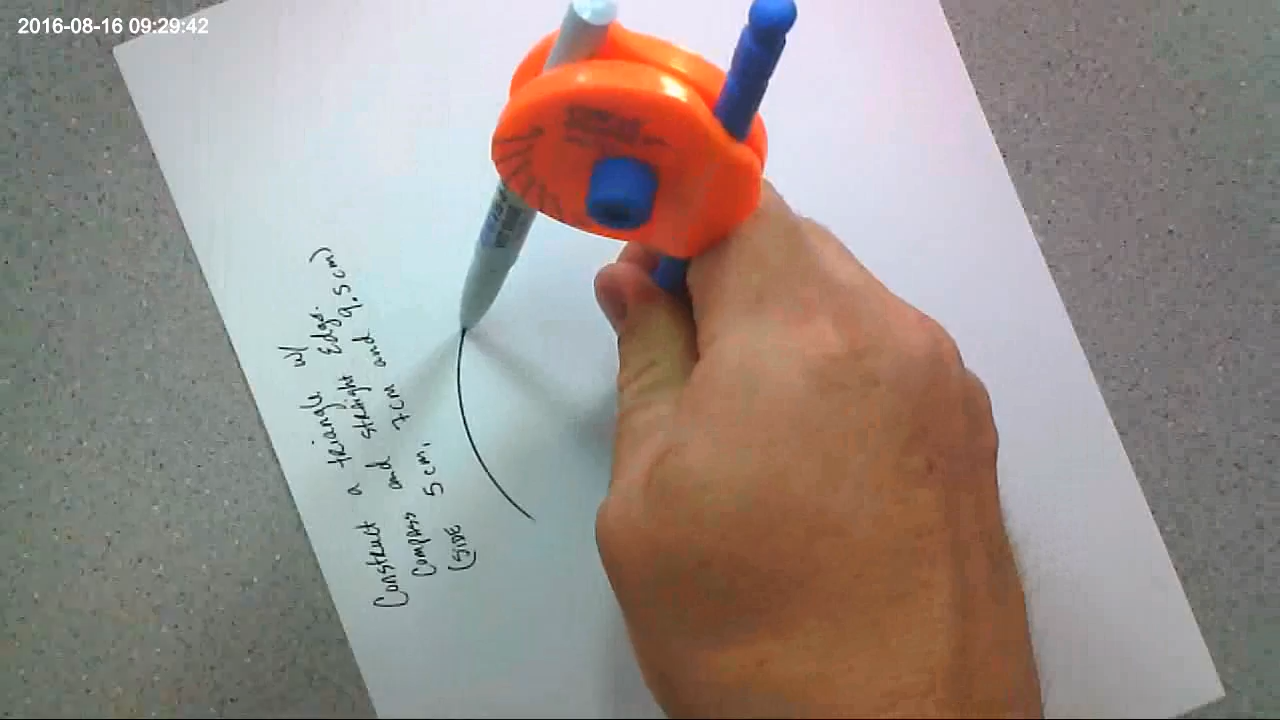 2016-08-16 09:29:42
Construct a triangle w/
Compass and straight Edge.
(SIDE 5cm, 7cm and 9.5cm)